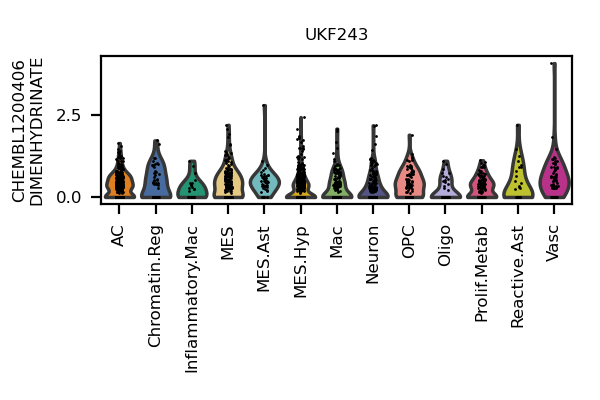 UKF243
CHEMBL1200406
DIMENHYDRINATE
2.5
0.0
AC
Chromatin.Reg
Inflammatory.Mac
MES
MES.Ast
MES.Hyp
Mac
Neuron
OPC
Oligo
Prolif.Metab
Reactive.Ast
Vasc